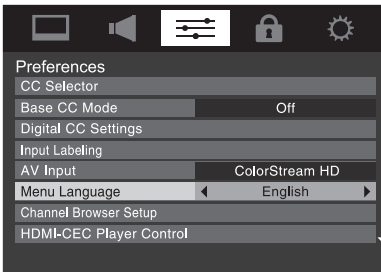 Preferences
CC Selector
Base CC Mode Off
Digital CC Settings
Input Labeling
AV Input ColorStream HD
Menu Language English
Channel Browser Setup
HDMI-CEC Player Control